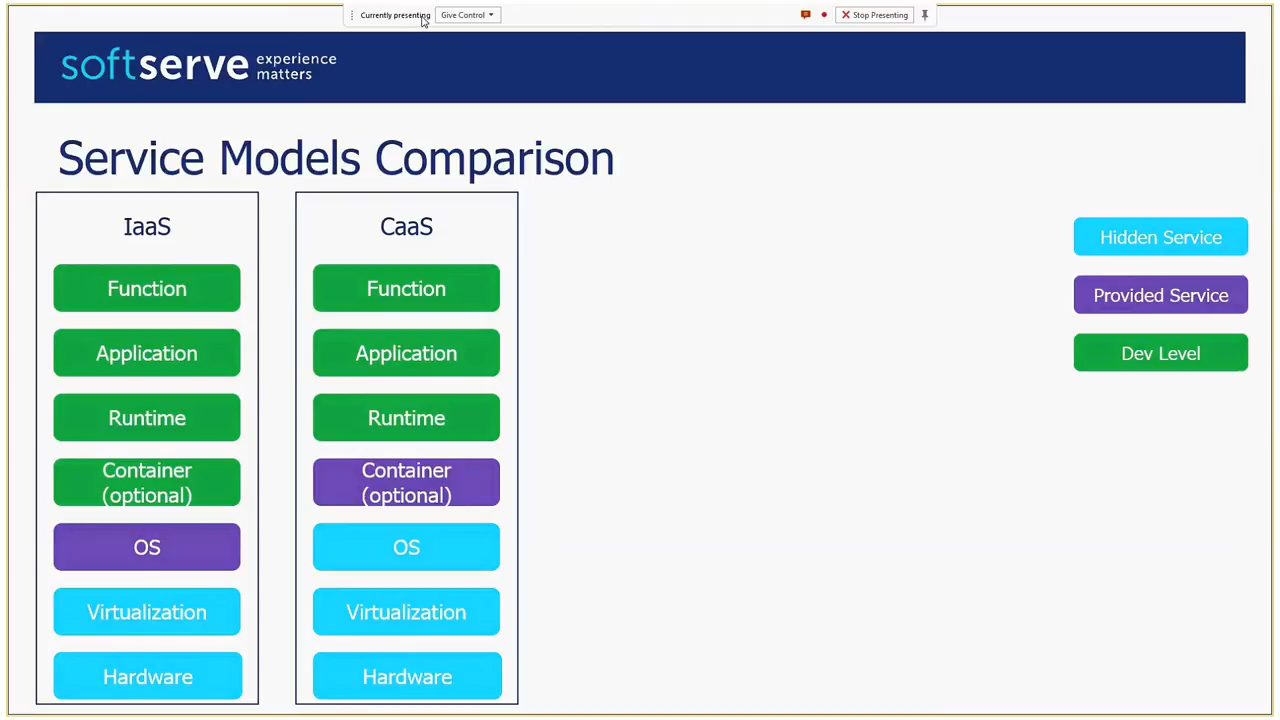 Currently presenting
Give Control
Stop Presenting
softserve experience
matters
Service Models Comparison
IaaS
Function
Application
Runtime
Container
(optional)
OS
Virtualization
Hardware
CaaS
Function
Application
Runtime
Container
(optional)
OS
Virtualization
Hardware
Hidden Service
Provided Service
Dev Level